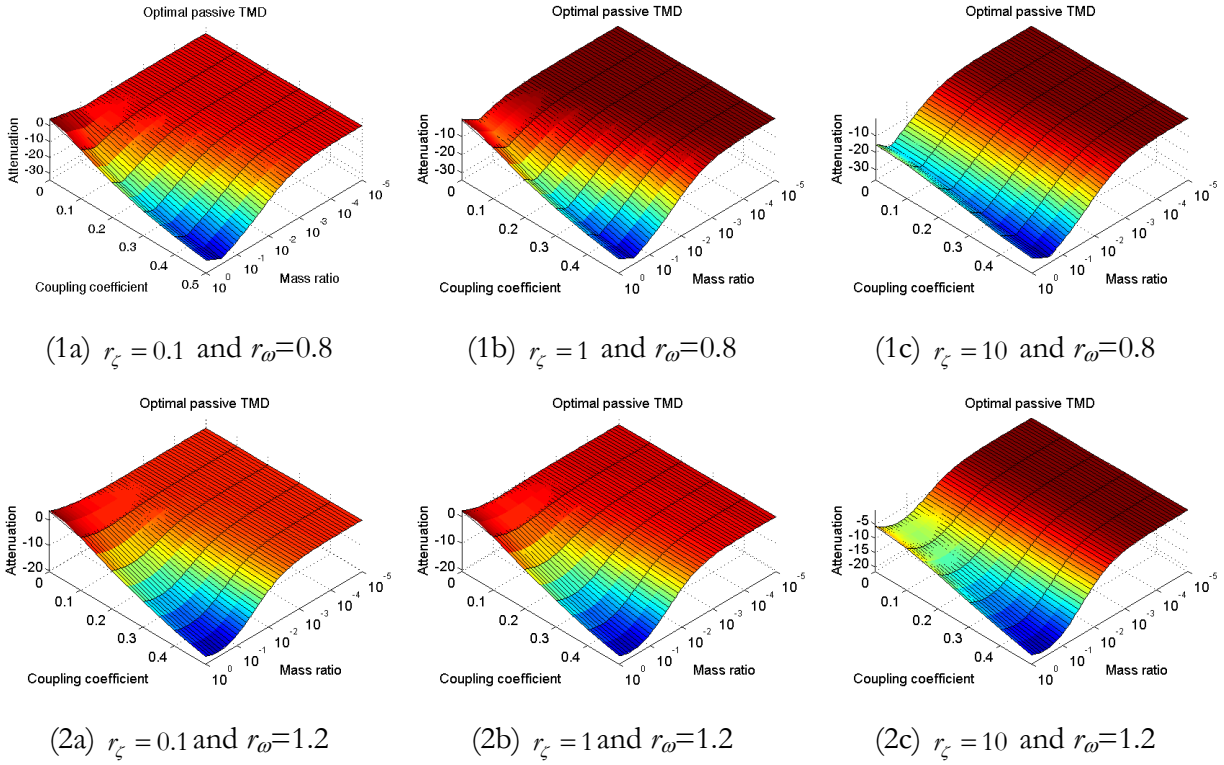 Optimal passive TMD
Attenuation
0
-10
-20
-30
0
0.1
0.2
0.3
0.4
0.5
Coupling coefficient
10^0
10^-1
10^-2
10^-3
10^-4
10^-5
Mass ratio
(1a) r_ζ = 0.1 and r_ω=0.8
Optimal passive TMD
Attenuation
0
-10
-20
-30
0
0.1
0.2
0.3
0.4
Coupling coefficient
10^0
10^-1
10^-2
10^-3
10^-4
10^-5
Mass ratio
(1b) r_ζ = 1 and r_ω=0.8
Optimal passive TMD
Attenuation
-10
-20
-30
0
0.1
0.2
0.3
0.4
Coupling coefficient
10^0
10^-1
10^-2
10^-3
10^-4
10^-5
Mass ratio
(1c) r_ζ = 10 and r_ω=0.8
Optimal passive TMD
Attenuation
0
-10
-20
0
0.1
0.2
0.3
0.4
Coupling coefficient
10^0
10^-1
10^-2
10^-3
10^-4
10^-5
Mass ratio
(2a) r_ζ = 0.1 and r_ω=1.2
Optimal passive TMD
Attenuation
0
-10
-20
0
0.1
0.2
0.3
0.4
Coupling coefficient
10^0
10^-1
10^-2
10^-3
10^-4
10^-5
Mass ratio
(2b) r_ζ = 1 and r_ω=1.2
Optimal passive TMD
Attenuation
-5
-10
-15
-20
0
0.1
0.2
0.3
0.4
Coupling coefficient
10^0
10^-1
10^-2
10^-3
10^-4
10^-5
Mass ratio
(2c) r_ζ = 10 and r_ω=1.2